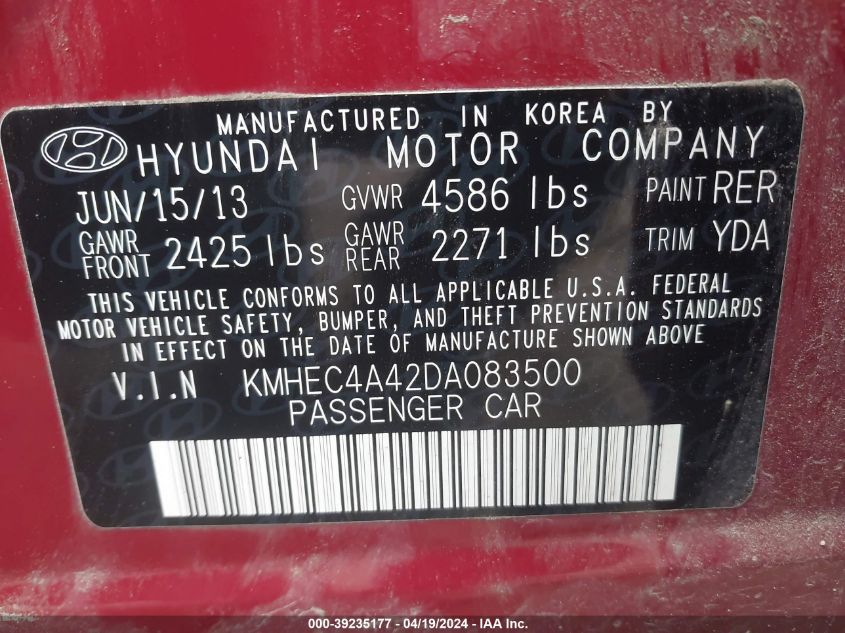 MANUFACTURED IN KOREA BY
HYUNDAI MOTOR COMPANY
JUN/15/13 GVWR 4586 lbs PAINT RER
GAWR FRONT 2425 lbs GAWR REAR 2271 lbs TRIM YDA
THIS VEHICLE CONFORMS TO ALL APPLICABLE U.S.A. FEDERAL
MOTOR VEHICLE SAFETY, BUMPER, AND THEFT PREVENTION STANDARDS
IN EFFECT ON THE DATE OF MANUFACTURE SHOWN ABOVE
V.I.N KMHEC4A42DA083500
PASSENGER CAR
000-39235177 - 04/19/2024 - IAA Inc.